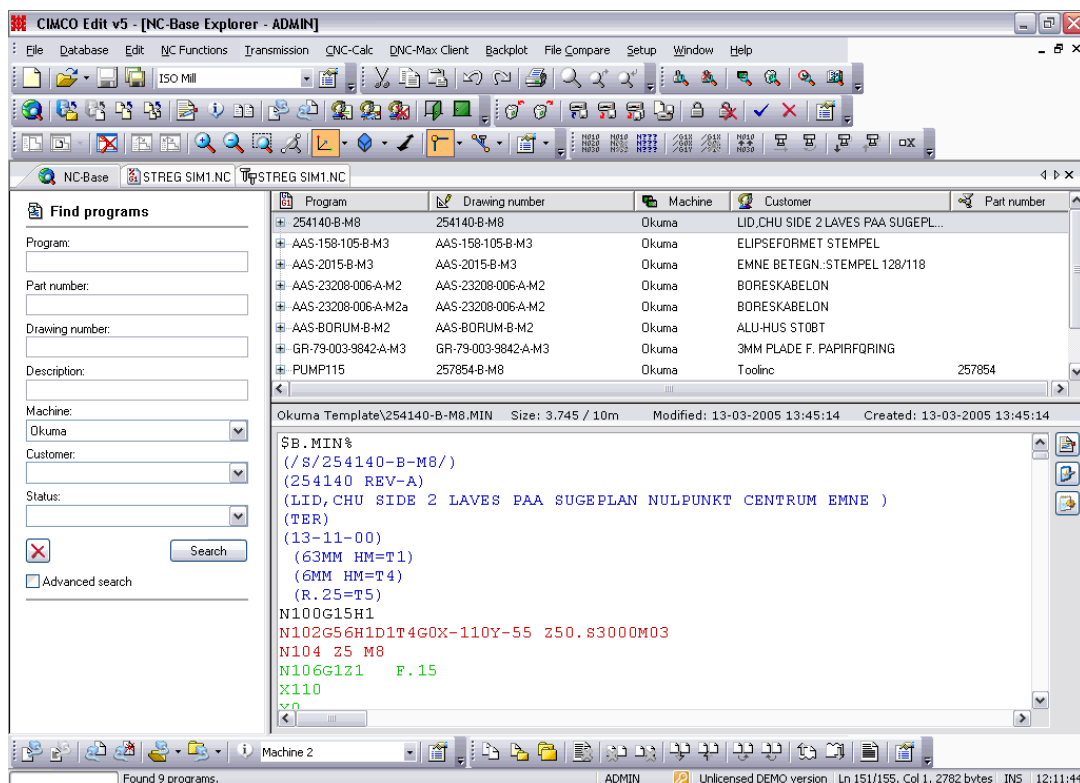 CIMCO Edit v5 - [NC-Base Explorer - ADMIN]
File Database Edit NC Functions Transmission CNC-Calc DNC-Max Client Backplot File Compare Setup Window Help
ISO Mill
NC-Base STREG SIM1.NC STREG SIM1.NC
Find programs
Program:
Part number:
Drawing number:
Description:
Machine:
Okuma
Customer:
Status:
Search
Advanced search
Program Drawing number Machine Customer Part number
254140-B-M8 254140-B-M8 Okuma LID,CHU SIDE 2 LAVES PAA SUGEPL...
AAS-158-105-B-M3 AAS-158-105-B-M3 Okuma ELIPSEFORMET STEMPEL
AAS-2015-B-M3 AAS-2015-B-M3 Okuma EMNE BETEGN.:STEMPEL 128/118
AAS-23208-006-A-M2 AAS-23208-006-A-M2 Okuma BORESKABELON
AAS-23208-006-A-M2a AAS-23208-006-A-M2 Okuma BORESKABELON
AAS-BORUM-B-M2 AAS-BORUM-B-M2 Okuma ALU-HUS STØBT
GR-79-003-9842-A-M3 GR-79-003-9842-A-M3 Okuma 3MM PLADE F. PAPIRFQRING
PUMP115 257854-B-M8 Okuma Toolinc 257854
Okuma Template\254140-B-M8.MIN Size: 3.745 / 10m Modified: 13-03-2005 13:45:14 Created: 13-03-2005 13:45:14
$B.MIN%
(/S/254140-B-M8/)
(254140 REV-A)
(LID,CHU SIDE 2 LAVES PAA SUGEPLAN NULPUNKT CENTRUM EMNE )
(TER)
(13-11-00)
(63MM HM=T1)
(6MM HM=T4)
(R.25=T5)
N100G15H1
N102G56H1D1T4G0X-110Y-55 Z50.S3000M03
N104 Z5 M8
N106G1Z1 F.15
X110
Machine 2
Found 9 programs. ADMIN Unlicensed DEMO version Ln 151/155, Col 1, 2782 bytes INS 12:11:44